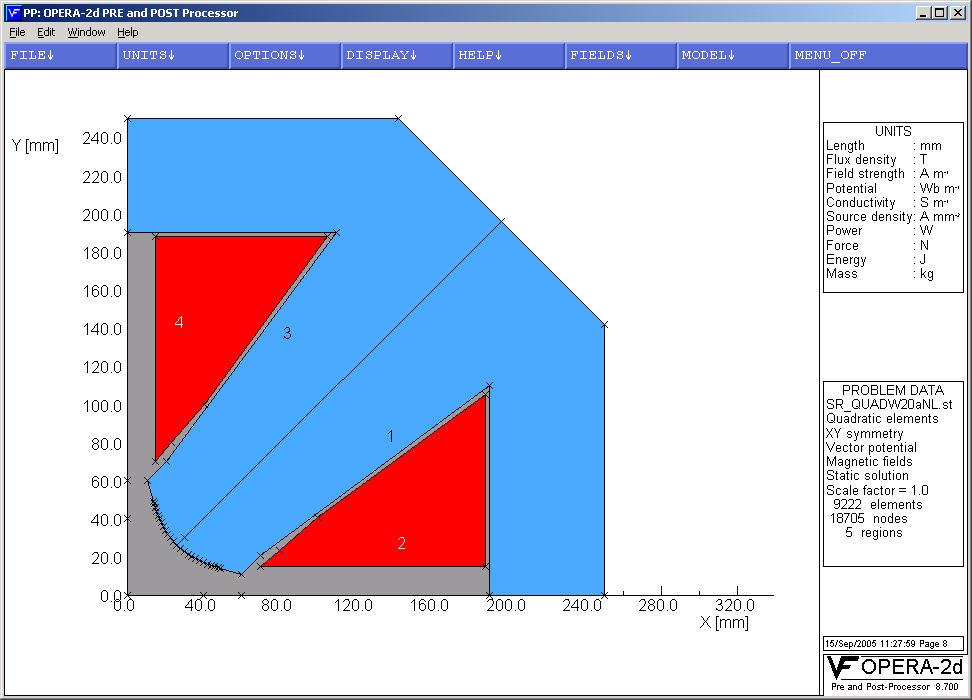 PP: OPERA-2d PRE and POST Processor
File Edit Window Help
FILE↓ UNITS↓ OPTIONS↓ DISPLAY↓ HELP↓ FIELDS↓ MODEL↓ MENU_OFF
Y [mm]
240.0
220.0
200.0
180.0
160.0
140.0
120.0
100.0
80.0
60.0
40.0
20.0
0.0
0.0 40.0 80.0 120.0 160.0 200.0 240.0 280.0 320.0
X [mm]
4
3
1
2
UNITS
Length : mm
Flux density : T
Field strength : A m⁻¹
Potential : Wb m⁻¹
Conductivity : S m⁻¹
Source density: A mm⁻²
Power : W
Force : N
Energy : J
Mass : kg
PROBLEM DATA
SR_QUADW20aNL.st
Quadratic elements
XY symmetry
Vector potential
Magnetic fields
Static solution
Scale factor = 1.0
9222 elements
18705 nodes
5 regions
15/Sep/2005 11:27:59 Page 8
VF OPERA-2d
Pre and Post-Processor 8.700